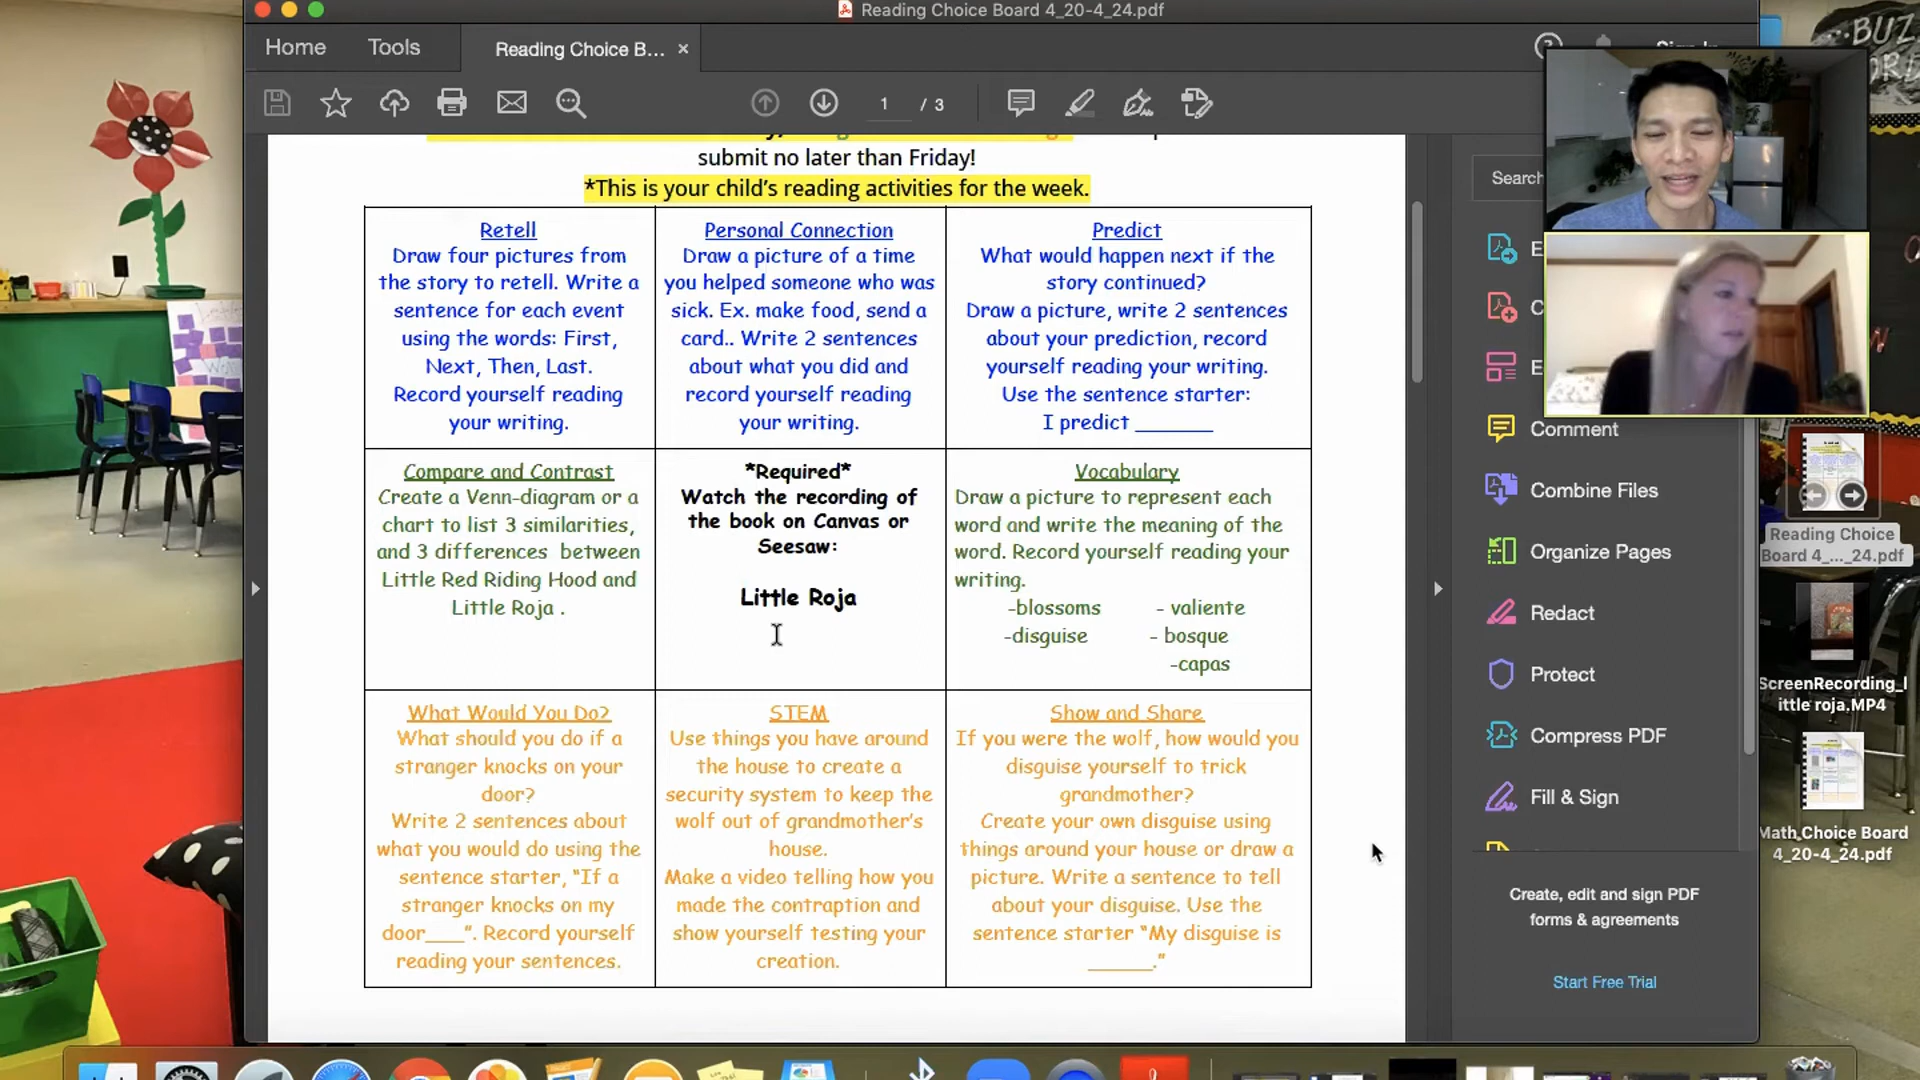 Reading Choice Board 4_20-4_24.pdf
Home
Tools
Reading Choice B...
1 / 3
submit no later than Friday!
*This is your child's reading activities for the week.
Retell
Draw four pictures from
the story to retell. Write a
sentence for each event
using the words: First,
Next, Then, Last.
Record yourself reading
your writing.
Personal Connection
Draw a picture of a time
you helped someone who was
sick. Ex. make food, send a
card.. Write 2 sentences
about what you did and
record yourself reading
your writing.
Predict
What would happen next if the
story continued?
Draw a picture, write 2 sentences
about your prediction, record
yourself reading your writing.
Use the sentence starter:
I predict ______
Compare and Contrast
Create a Venn-diagram or a
chart to list 3 similarities,
and 3 differences between
Little Red Riding Hood and
Little Roja .
*Required*
Watch the recording of
the book on Canvas or
Seesaw:
Little Roja
Vocabulary
Draw a picture to represent each
word and write the meaning of the
word. Record yourself reading your
writing.
-blossoms - valiente
-disguise - bosque
-capas
What Would You Do?
What should you do if a
stranger knocks on your
door?
Write 2 sentences about
what you would do using the
sentence starter, "If a
stranger knocks on my
door___". Record yourself
reading your sentences.
STEM
Use things you have around
the house to create a
security system to keep the
wolf out of grandmother's
house.
Make a video telling how you
made the contraption and
show yourself testing your
creation.
Show and Share
If you were the wolf, how would you
disguise yourself to trick
grandmother?
Create your own disguise using
things around your house or draw a
picture. Write a sentence to tell
about your disguise. Use the
sentence starter "My disguise is
_____."
Search
Comment
Combine Files
Organize Pages
Redact
Protect
Compress PDF
Fill & Sign
Create, edit and sign PDF
forms & agreements
Start Free Trial
Reading Choice
Board 4_..._24.pdf
ScreenRecording_l
ittle roja.MP4
Math Choice Board
4_20-4_24.pdf